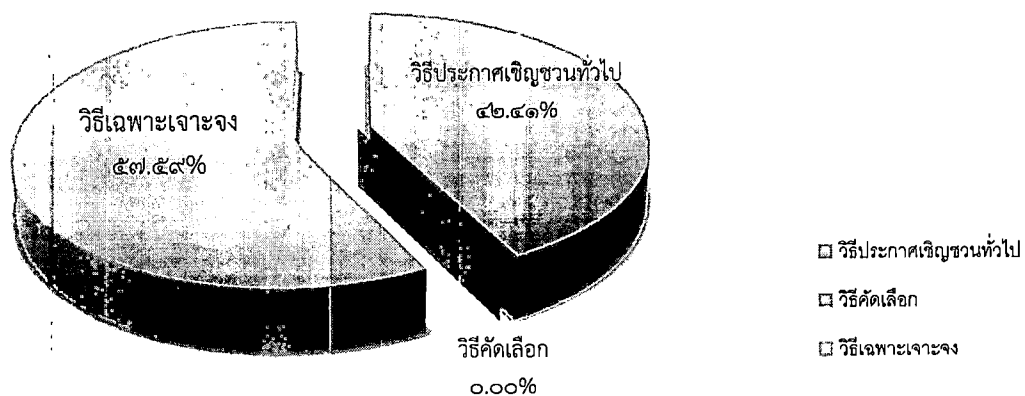 วิธีประกาศเชิญชวนทั่วไป
๔๒.๔๑%
วิธีเฉพาะเจาะจง
๕๗.๕๙%
วิธีคัดเลือก
๐.๐๐%
วิธีประกาศเชิญชวนทั่วไป
วิธีคัดเลือก
วิธีเฉพาะเจาะจง